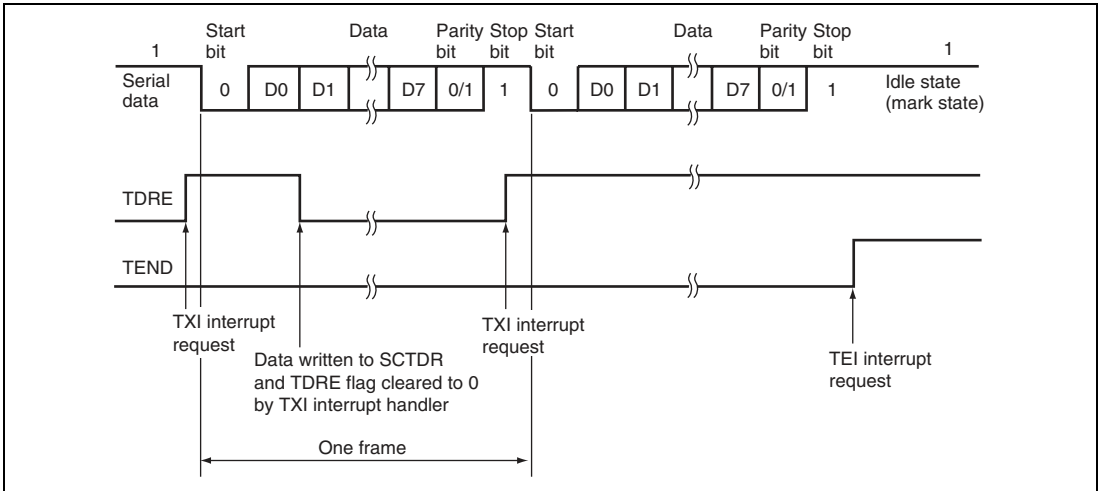 Start Data Parity Stop Start Data Parity Stop
1 bit bit bit bit bit bit 1
Serial data 0 D0 D1 D7 0/1 1 0 D0 D1 D7 0/1 1 Idle state (mark state)
TDRE
TEND
TXI interrupt
request
Data written to SCTDR
and TDRE flag cleared to 0
by TXI interrupt handler
TXI interrupt
request
TEI interrupt
request
One frame